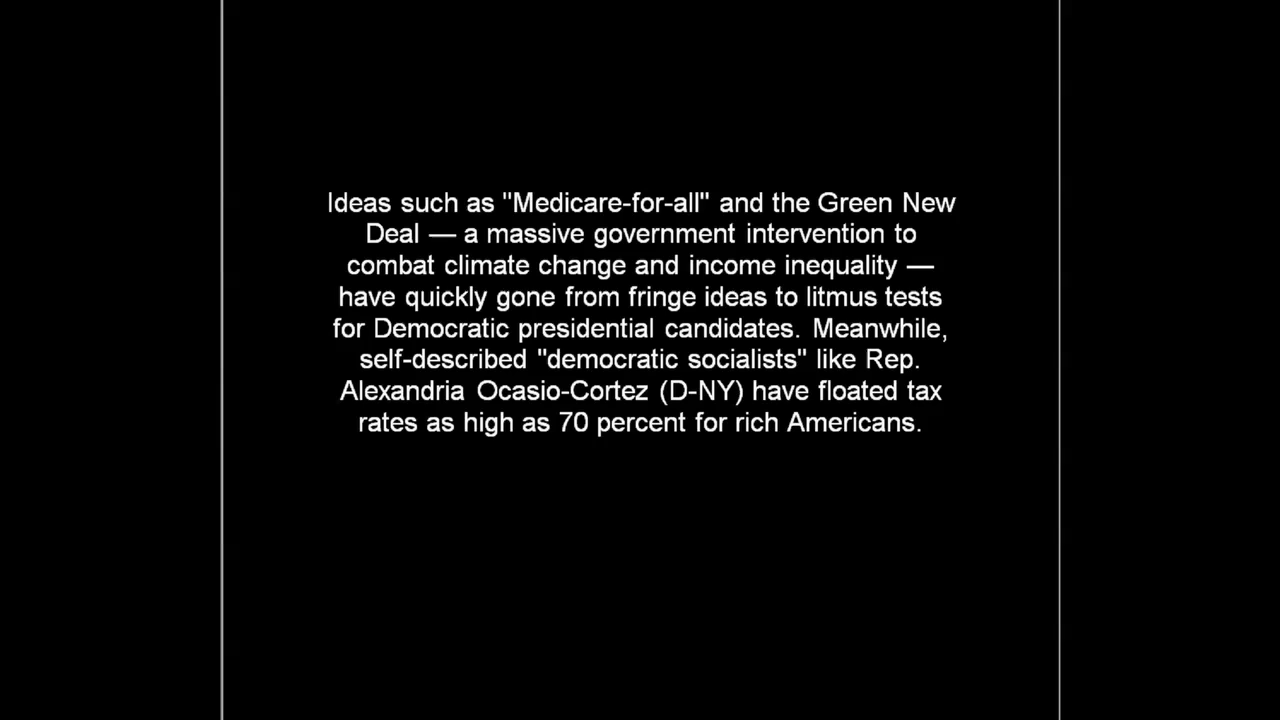 Ideas such as "Medicare-for-all" and the Green New
Deal — a massive government intervention to
combat climate change and income inequality —
have quickly gone from fringe ideas to litmus tests
for Democratic presidential candidates. Meanwhile,
self-described "democratic socialists" like Rep.
Alexandria Ocasio-Cortez (D-NY) have floated tax
rates as high as 70 percent for rich Americans.